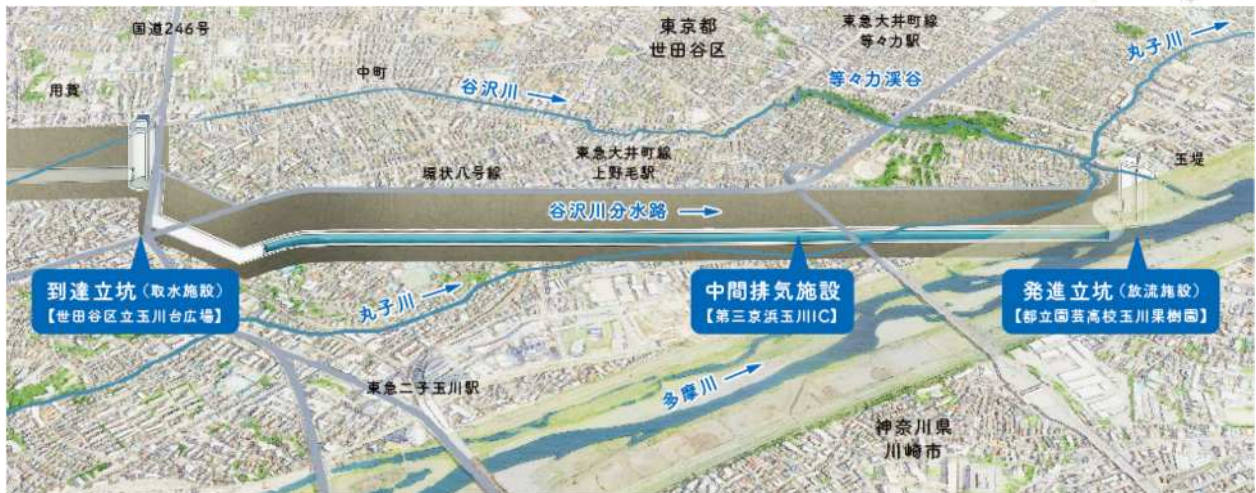 国道246号
東京都
世田谷区
東急大井町線
等々力駅
丸子川
用賀
中町
谷沢川
等々力渓谷
環状八号線
東急大井町線
上野毛駅
玉堤
谷沢川分水路
到達立坑(取水施設)
【世田谷区立玉川台広場】
丸子川
中間排気施設
【第三京浜玉川IC】
発進立坑(放流施設)
【都立園芸高校玉川果樹園】
東急二子玉川駅
多摩川
神奈川県
川崎市